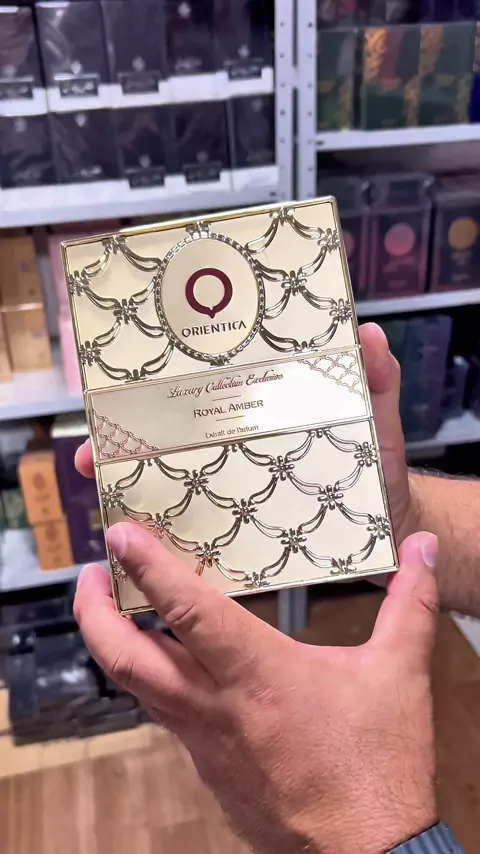 ORIENTICA
Luxury Collection Exclusive
ROYAL AMBER
Extrait de Parfum